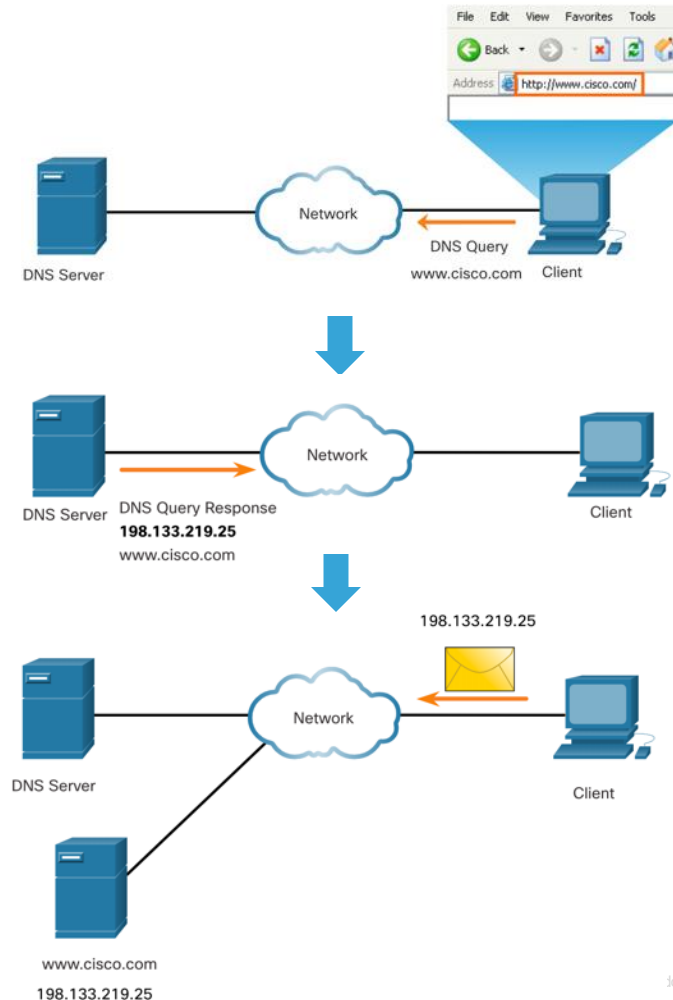 File Edit View Favorites Tools
Back
Address http://www.cisco.com/
Network
DNS Server
DNS Query
www.cisco.com
Client
Network
DNS Server
DNS Query Response
198.133.219.25
www.cisco.com
Client
198.133.219.25
Network
DNS Server
Client
www.cisco.com
198.133.219.25